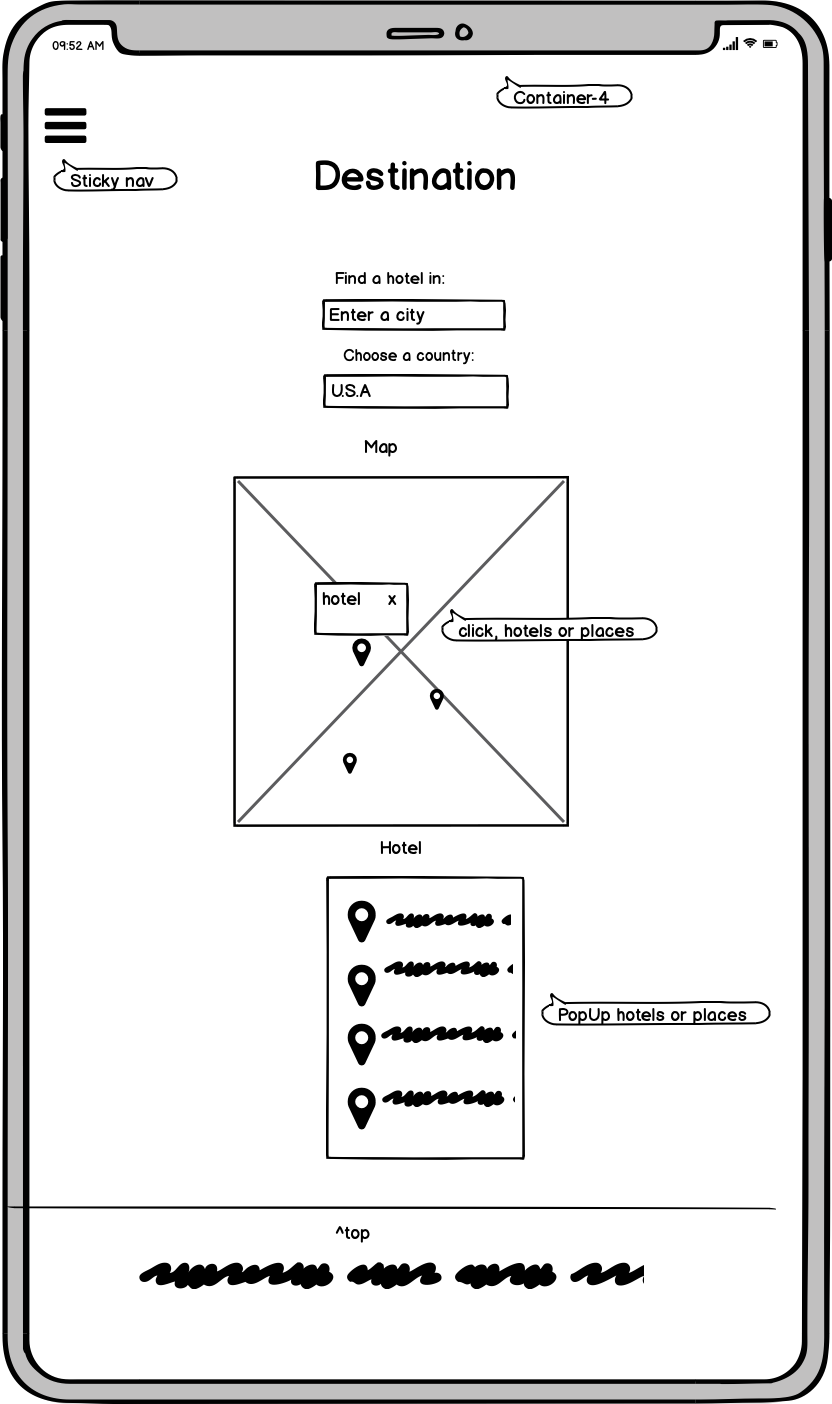 09:52 AM
Container-4
Sticky nav
Destination
Find a hotel in:
Enter a city
Choose a country:
U.S.A
Map
hotel x
click, hotels or places
Hotel
PopUp hotels or places
^top